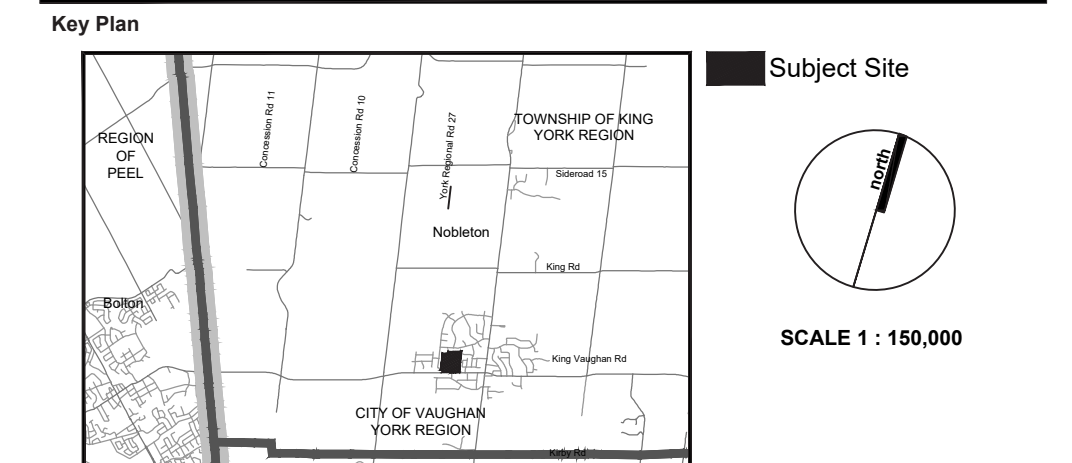 Key Plan
Subject Site
REGION
OF
PEEL
Concession Rd 11
Concession Rd 10
York Regional Rd 27
TOWNSHIP OF KING
YORK REGION
north
Sideroad 15
Nobleton
King Rd
Bolton
SCALE 1 : 150,000
King Vaughan Rd
CITY OF VAUGHAN
YORK REGION
Kirby Rd